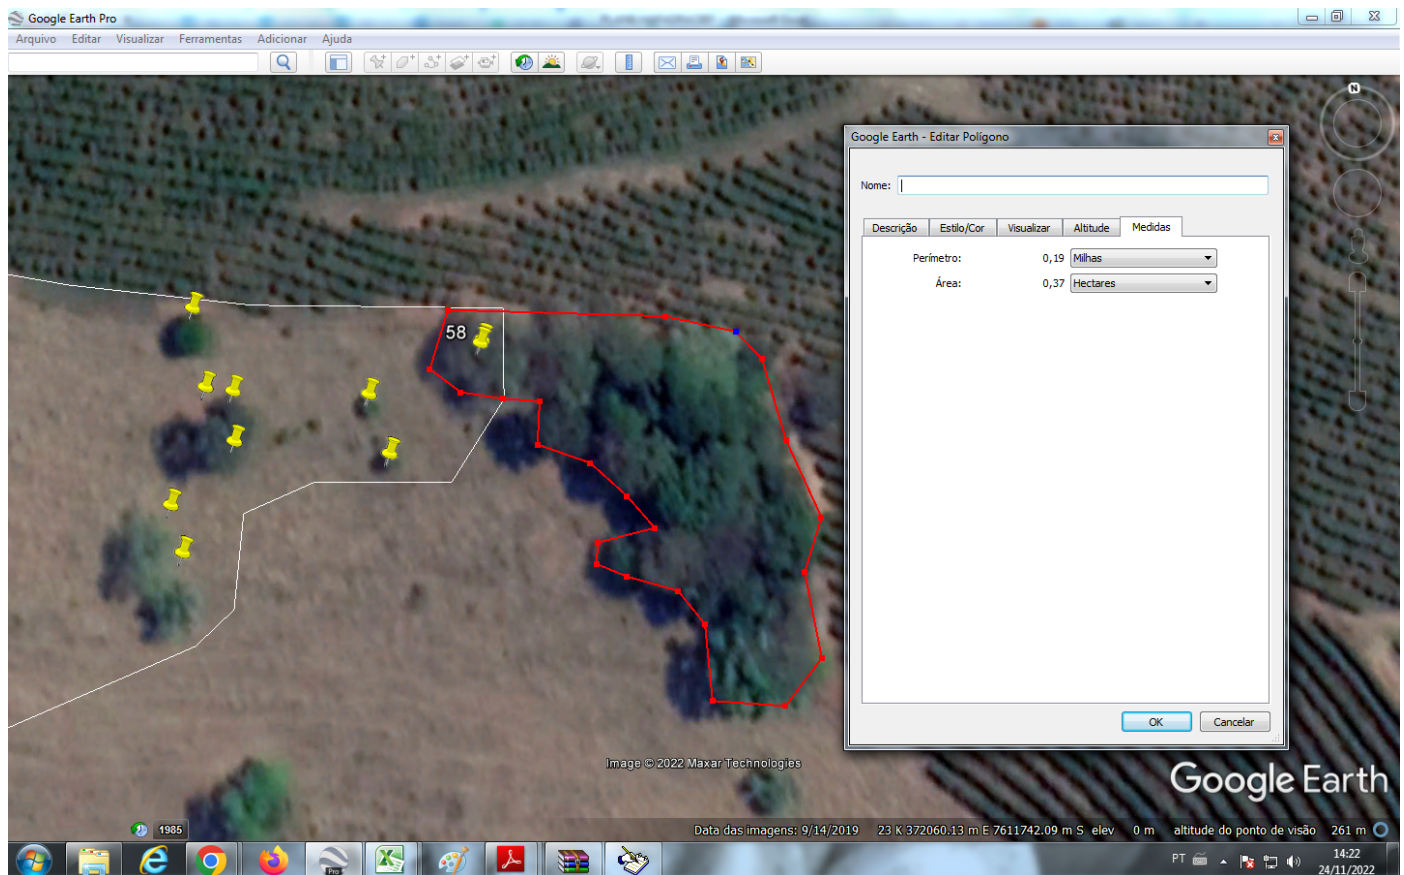 Google Earth Pro
Arquivo Editar Visualizar Ferramentas Adicionar Ajuda
N
Google Earth - Editar Polígono
Nome:
Descrição Estilo/Cor Visualizar Altitude Medidas
Perímetro: 0,19 Milhas
Área: 0,37 Hectares
58
OK Cancelar
Image © 2022 Maxar Technologies
Google Earth
1985
Data das imagens: 9/14/2019 23 K 372060.13 m E 7611742.09 m S elev 0 m altitude do ponto de visão 261 m
Pro
PT
14:22
24/11/2022